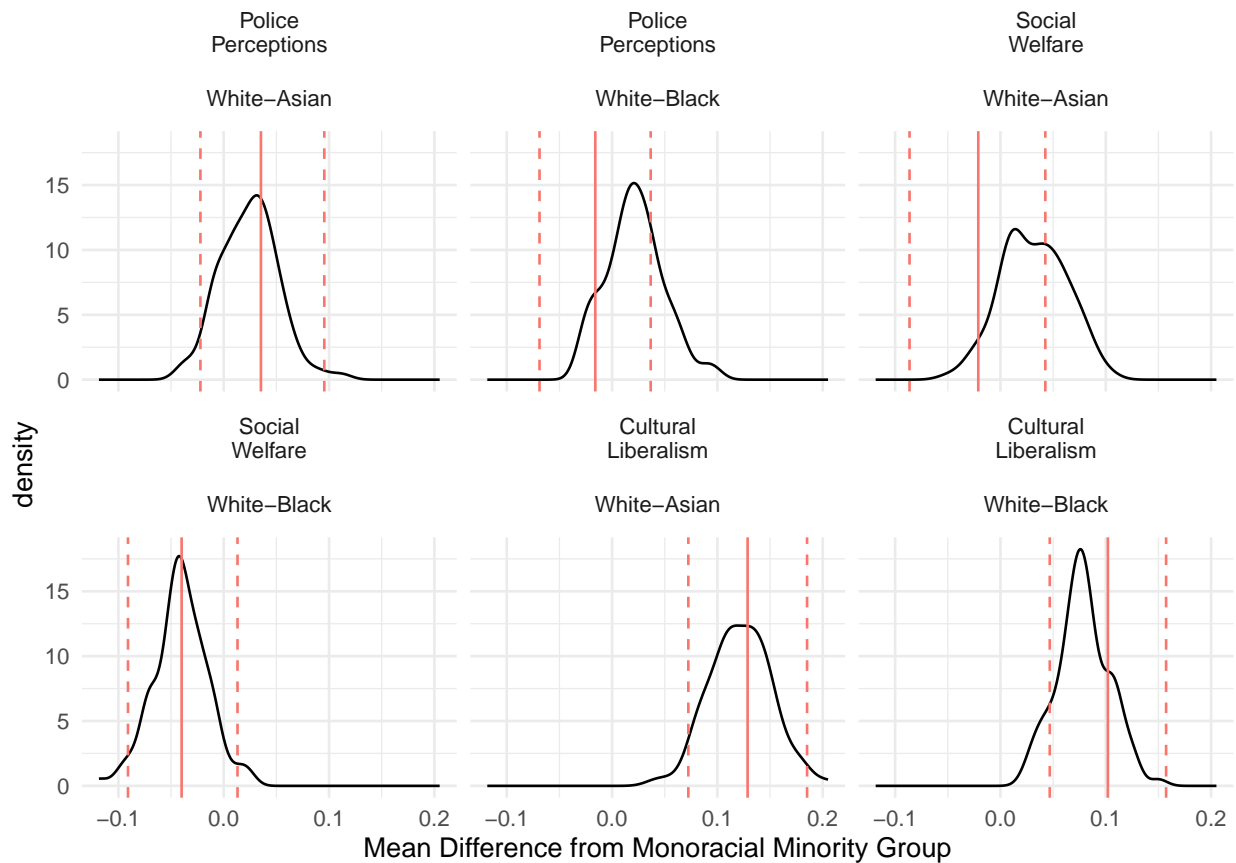 Police
Perceptions
White−Asian
Police
Perceptions
White−Black
Social
Welfare
White−Asian
15
10
5
0
density
Social
Welfare
White−Black
Cultural
Liberalism
White−Asian
Cultural
Liberalism
White−Black
15
10
5
0
−0.1 0.0 0.1 0.2
−0.1 0.0 0.1 0.2
−0.1 0.0 0.1 0.2
Mean Difference from Monoracial Minority Group